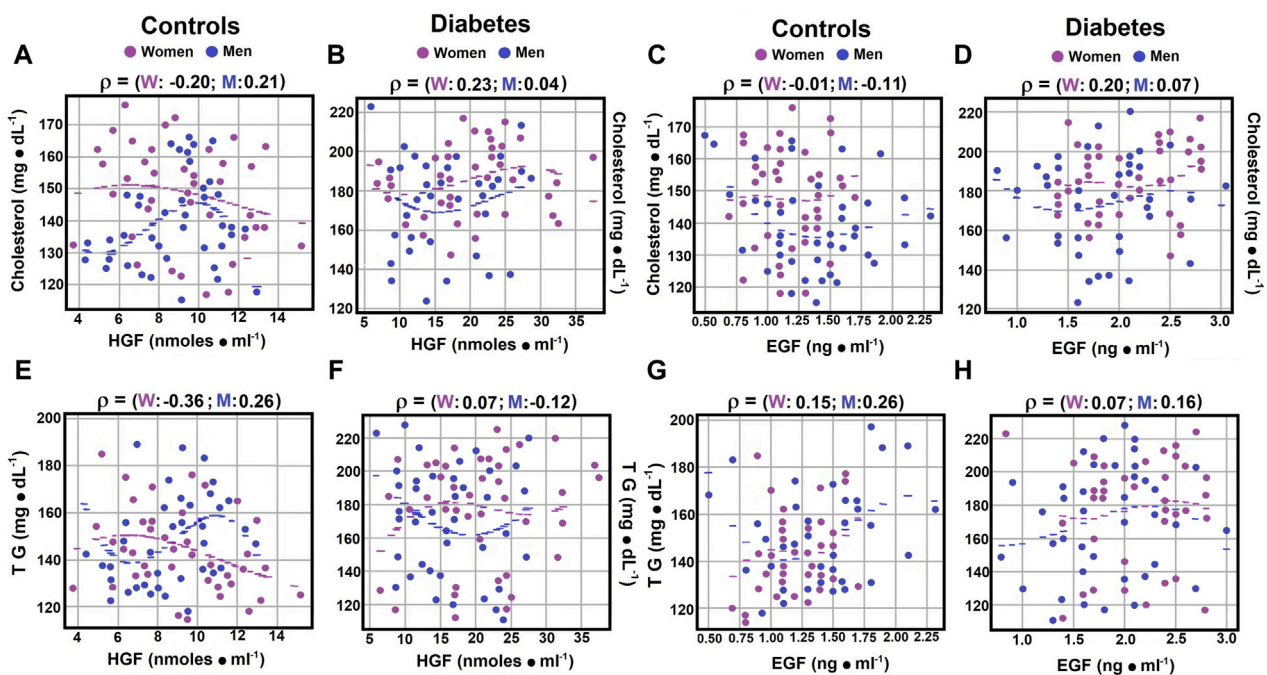 Controls
Diabetes
Controls
Diabetes
A
Women Men
B
Women Men
C
Women Men
D
Women Men
ρ = (W: -0.20; M:0.21)
ρ = (W: 0.23; M:0.04)
ρ = (W:-0.01; M:-0.11)
ρ = (W: 0.20; M:0.07)
Cholesterol (mg ● dL-1)
170
160
150
140
130
120
4 6 8 10 12 14
HGF (nmoles ● ml-1)
220
200
180
160
140
120
5 10 15 20 25 30 35
HGF (nmoles ● ml-1)
Cholesterol (mg ● dL-1)
Cholesterol (mg ● dL-1)
170
160
150
140
130
120
0.50 0.75 1.00 1.25 1.50 1.75 2.00 2.25
EGF (ng ● ml-1)
220
200
180
160
140
120
1.0 1.5 2.0 2.5 3.0
EGF (ng ● ml-1)
Cholesterol (mg ● dL-1)
E
F
G
H
ρ = (W:-0.36; M:0.26)
ρ = (W: 0.07; M:-0.12)
ρ = (W: 0.15; M:0.26)
ρ = (W: 0.07; M:0.16)
TG (mg ● dL-1)
200
180
160
140
120
4 6 8 10 12 14
HGF (nmoles ● ml-1)
220
200
180
160
140
120
5 10 15 20 25 30 35
HGF (nmoles ● ml-1)
TG (mg ● dL-1)
TG (mg ● dL-1)
200
180
160
140
120
0.50 0.75 1.00 1.25 1.50 1.75 2.00 2.25
EGF (ng ● ml-1)
220
200
180
160
140
120
1.0 1.5 2.0 2.5 3.0
EGF (ng ● ml-1)